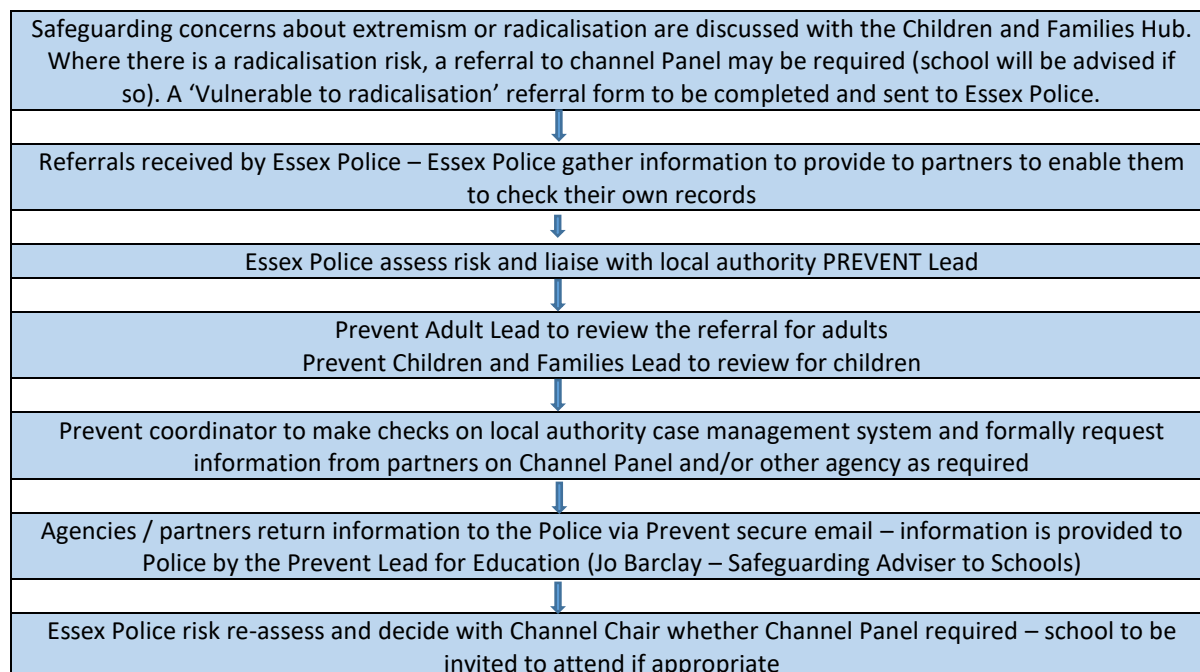 Safeguarding concerns about extremism or radicalisation are discussed with the Children and Families Hub.
Where there is a radicalisation risk, a referral to channel Panel may be required (school will be advised if
so). A ‘Vulnerable to radicalisation’ referral form to be completed and sent to Essex Police.
Referrals received by Essex Police – Essex Police gather information to provide to partners to enable them
to check their own records
Essex Police assess risk and liaise with local authority PREVENT Lead
Prevent Adult Lead to review the referral for adults
Prevent Children and Families Lead to review for children
Prevent coordinator to make checks on local authority case management system and formally request
information from partners on Channel Panel and/or other agency as required
Agencies / partners return information to the Police via Prevent secure email – information is provided to
Police by the Prevent Lead for Education (Jo Barclay – Safeguarding Adviser to Schools)
Essex Police risk re-assess and decide with Channel Chair whether Channel Panel required – school to be
invited to attend if appropriate